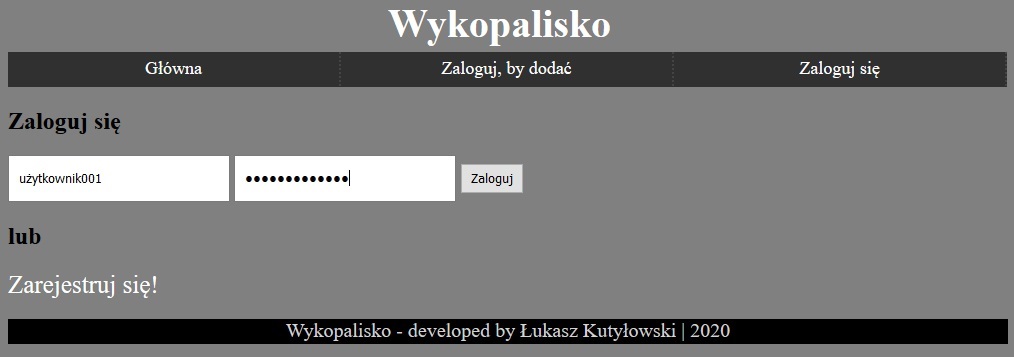 Wykopalisko
Główna Zaloguj, by dodać Zaloguj się
Zaloguj się
użytkownik001 ••••••••••••• Zaloguj
lub
Zarejestruj się!
Wykopalisko - developed by Łukasz Kutyłowski | 2020